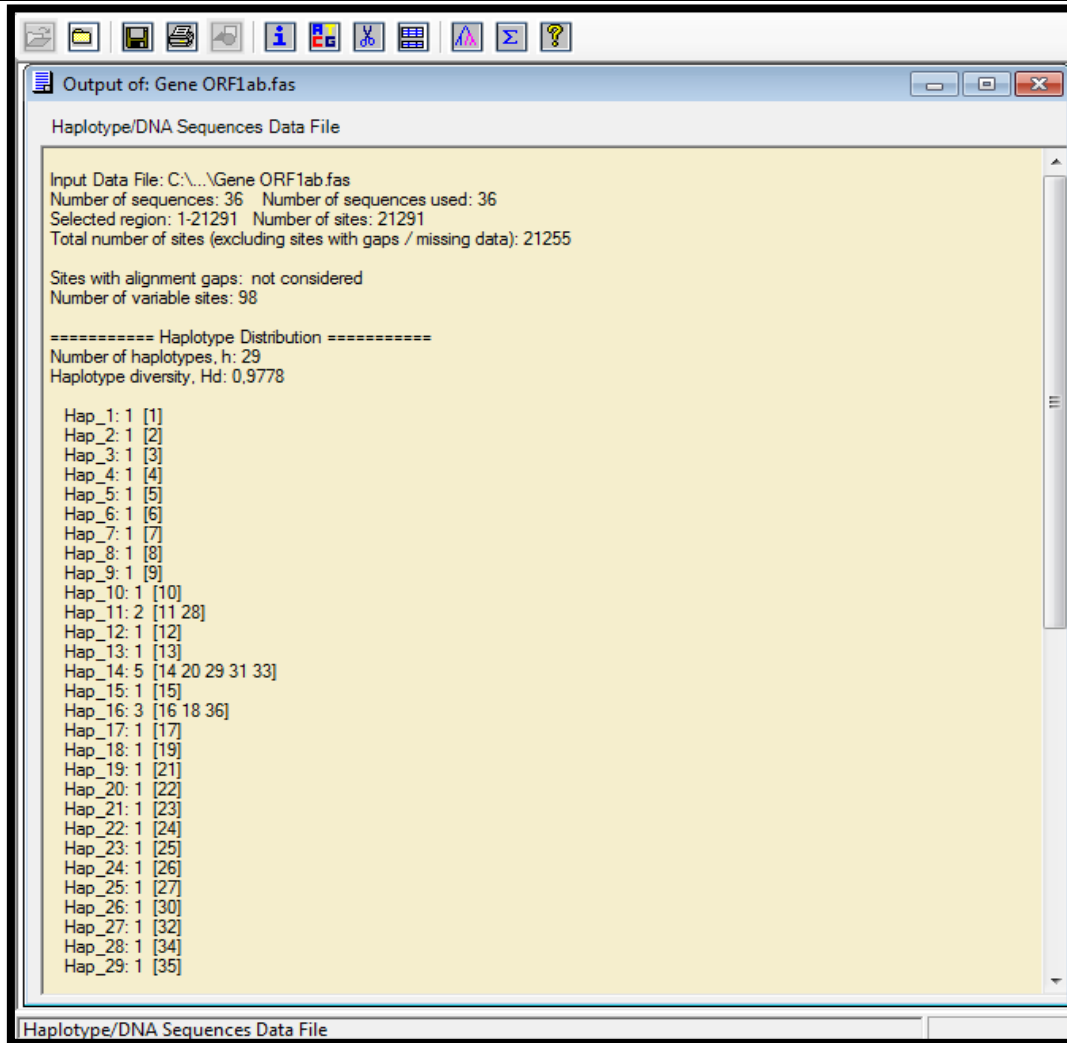 Output of: Gene ORF1ab.fas
Haplotype/DNA Sequences Data File
Input Data File: C:\...\Gene ORF1ab.fas
Number of sequences: 36 Number of sequences used: 36
Selected region: 1-21291 Number of sites: 21291
Total number of sites (excluding sites with gaps / missing data): 21255
Sites with alignment gaps: not considered
Number of variable sites: 98
=========== Haplotype Distribution ===========
Number of haplotypes, h: 29
Haplotype diversity, Hd: 0,9778
Hap_1: 1 [1]
Hap_2: 1 [2]
Hap_3: 1 [3]
Hap_4: 1 [4]
Hap_5: 1 [5]
Hap_6: 1 [6]
Hap_7: 1 [7]
Hap_8: 1 [8]
Hap_9: 1 [9]
Hap_10: 1 [10]
Hap_11: 2 [11 28]
Hap_12: 1 [12]
Hap_13: 1 [13]
Hap_14: 5 [14 20 29 31 33]
Hap_15: 1 [15]
Hap_16: 3 [16 18 36]
Hap_17: 1 [17]
Hap_18: 1 [19]
Hap_19: 1 [21]
Hap_20: 1 [22]
Hap_21: 1 [23]
Hap_22: 1 [24]
Hap_23: 1 [25]
Hap_24: 1 [26]
Hap_25: 1 [27]
Hap_26: 1 [30]
Hap_27: 1 [32]
Hap_28: 1 [34]
Hap_29: 1 [35]
Haplotype/DNA Sequences Data File